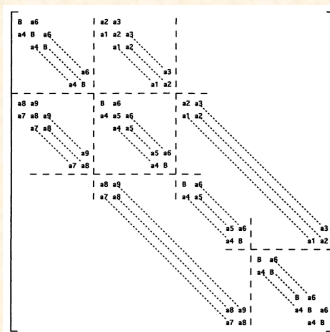 B a6 a2 a3
a4 B a6 a1 a2 a3
a4 B a1 a2
a6 a3
a4 B a1 a2
a8 a9 B a6 a2 a3
a7 a8 a9 a4 a5 a6 a1 a2
a7 a8 a4 a5
a9 a5 a6
a7 a8 a4 B
a8 a9 B a6
a7 a8 a4 a5
a5 a6 a3
a4 B a1 a2
B a6
a4 B
B a6
a8 a9 a4 B a6
a7 a8 a4 B